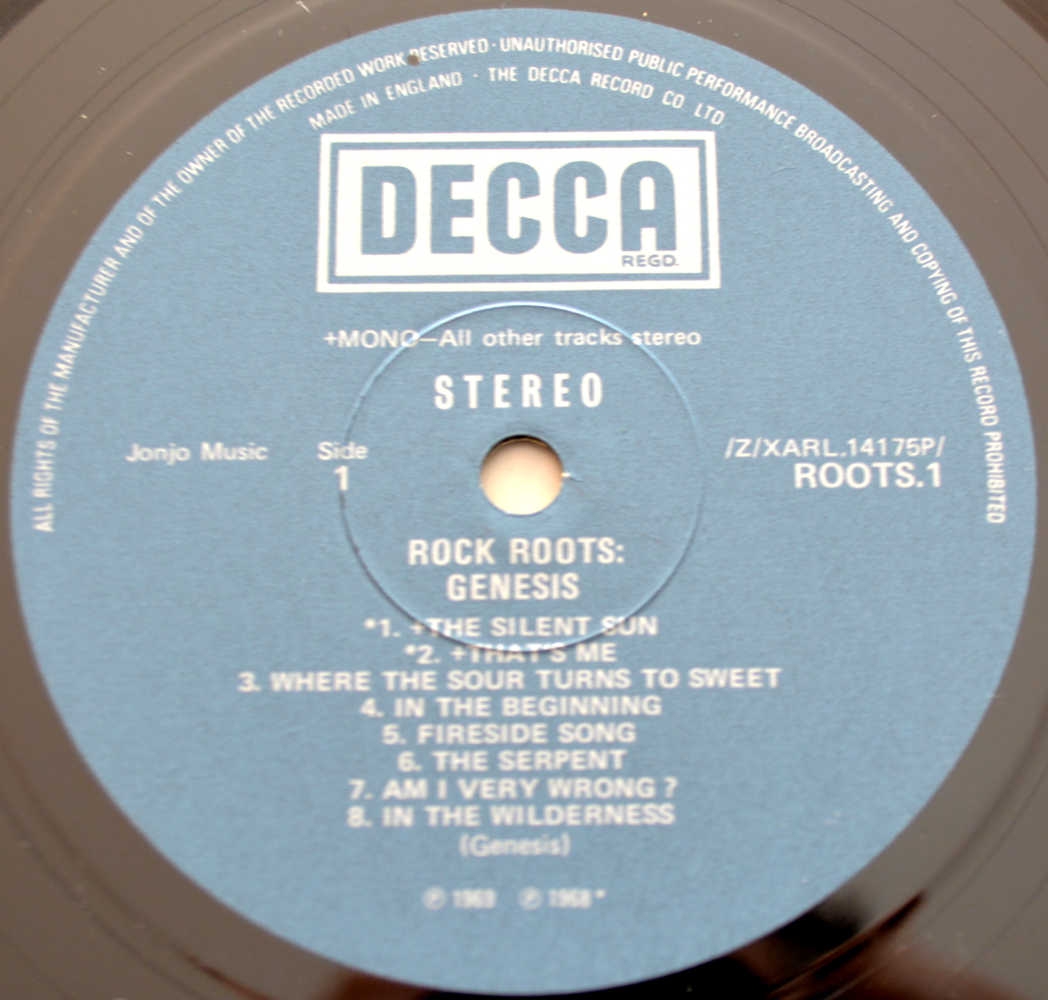 ALL RIGHTS OF THE MANUFACTURER AND OF THE OWNER OF THE RECORDED WORK RESERVED · UNAUTHORISED PUBLIC PERFORMANCE BROADCASTING AND COPYING OF THIS RECORD PROHIBITED
MADE IN ENGLAND · THE DECCA RECORD CO LTD
DECCA
REGD.
+MONO—All other tracks stereo
STEREO
Jonjo Music
Side
1
/Z/XARL.14175P/
ROOTS.1
ROCK ROOTS:
GENESIS
*1. +THE SILENT SUN
*2. +THAT'S ME
3. WHERE THE SOUR TURNS TO SWEET
4. IN THE BEGINNING
5. FIRESIDE SONG
6. THE SERPENT
7. AM I VERY WRONG ?
8. IN THE WILDERNESS
(Genesis)
℗ 1969 ℗ 1968*